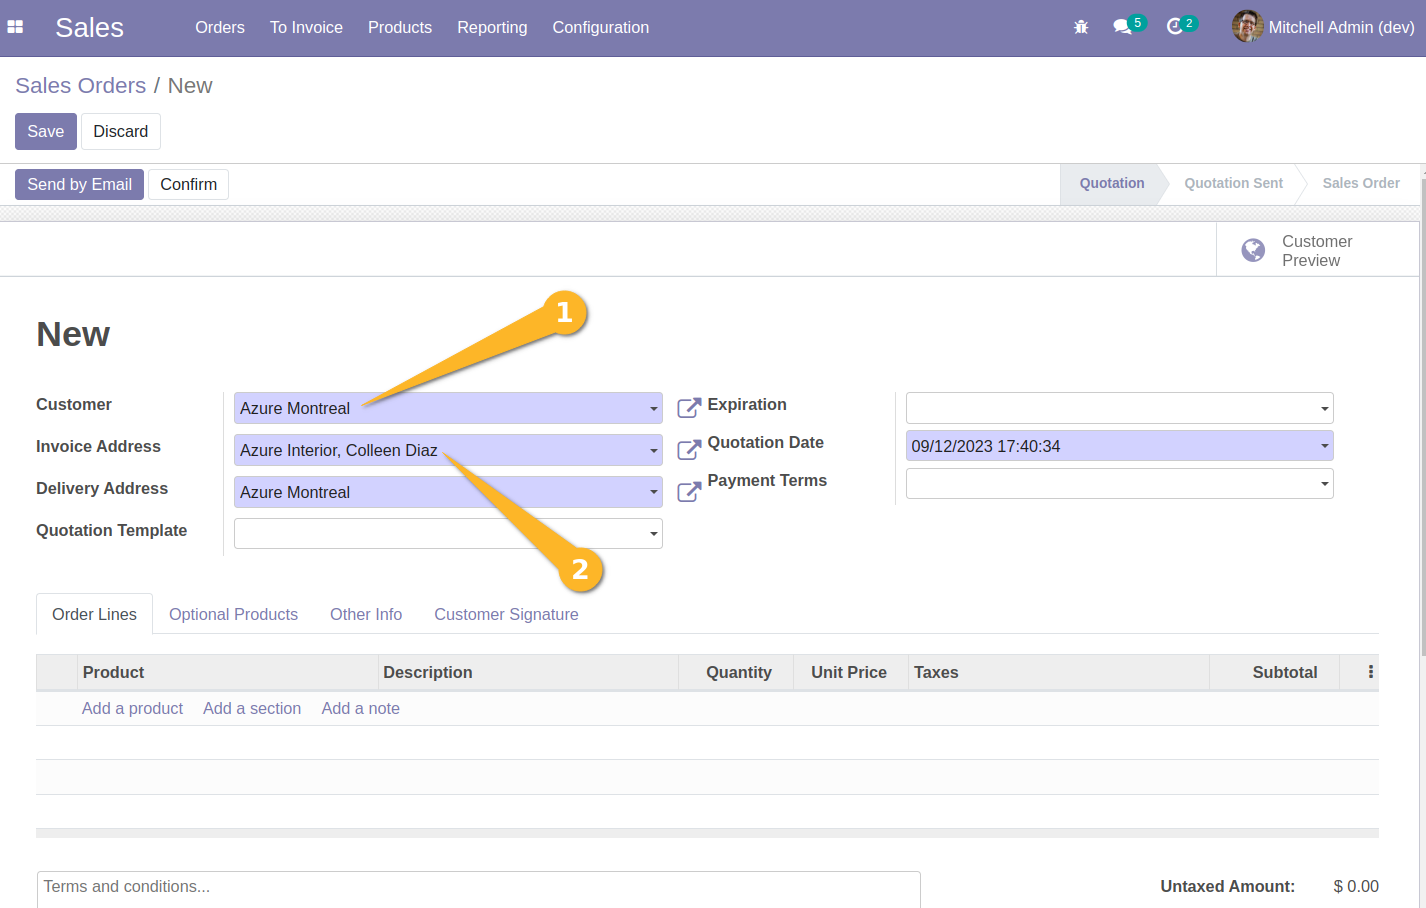 Sales Orders To Invoice Products Reporting Configuration 5 2 Mitchell Admin (dev)
Sales Orders / New
Save Discard
Send by Email Confirm Quotation Quotation Sent Sales Order
Customer
Preview
1
New
Customer Azure Montreal Expiration
Invoice Address Azure Interior, Colleen Diaz Quotation Date 09/12/2023 17:40:34
Delivery Address Azure Montreal Payment Terms
Quotation Template
2
Order Lines Optional Products Other Info Customer Signature
Product Description Quantity Unit Price Taxes Subtotal
Add a product Add a section Add a note
Terms and conditions... Untaxed Amount: $ 0.00